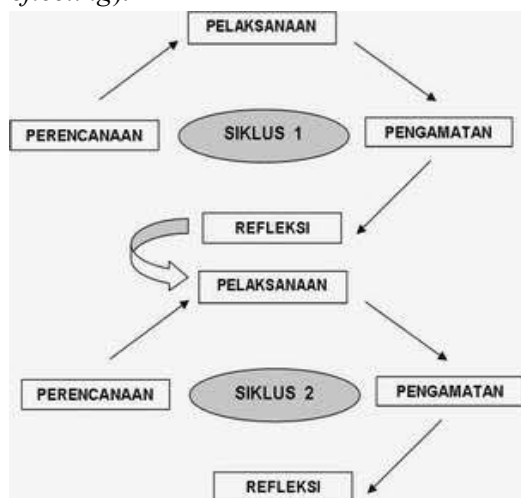 PELAKSANAAN
PERENCANAAN
SIKLUS 1
PENGAMATAN
REFLEKSI
PELAKSANAAN
PERENCANAAN
SIKLUS 2
PENGAMATAN
REFLEKSI